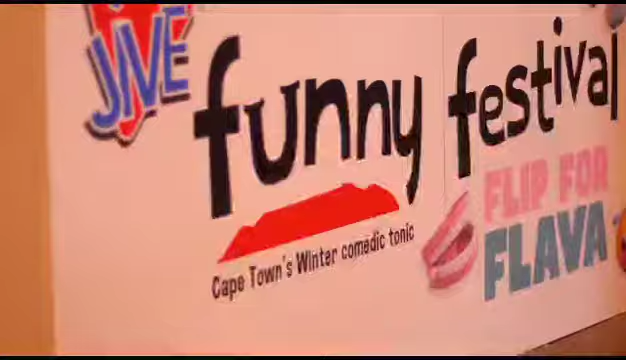 JIVE
funny festival
Cape Town's Winter comedic tonic
FLIP FOR
FLAVA